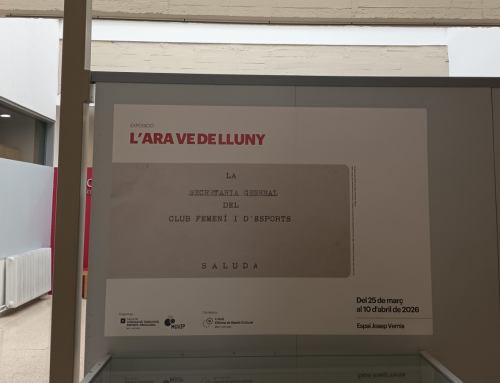 EXPOSICIÓ
L'ARA VE DE LLUNY
LA
SECRETARIA GENERAL
DEL
CLUB FEMENÍ I D'ESPORTS
SALUDA
Del 25 de març
al 10 d'abril de 2026
Espai Josep Vernis